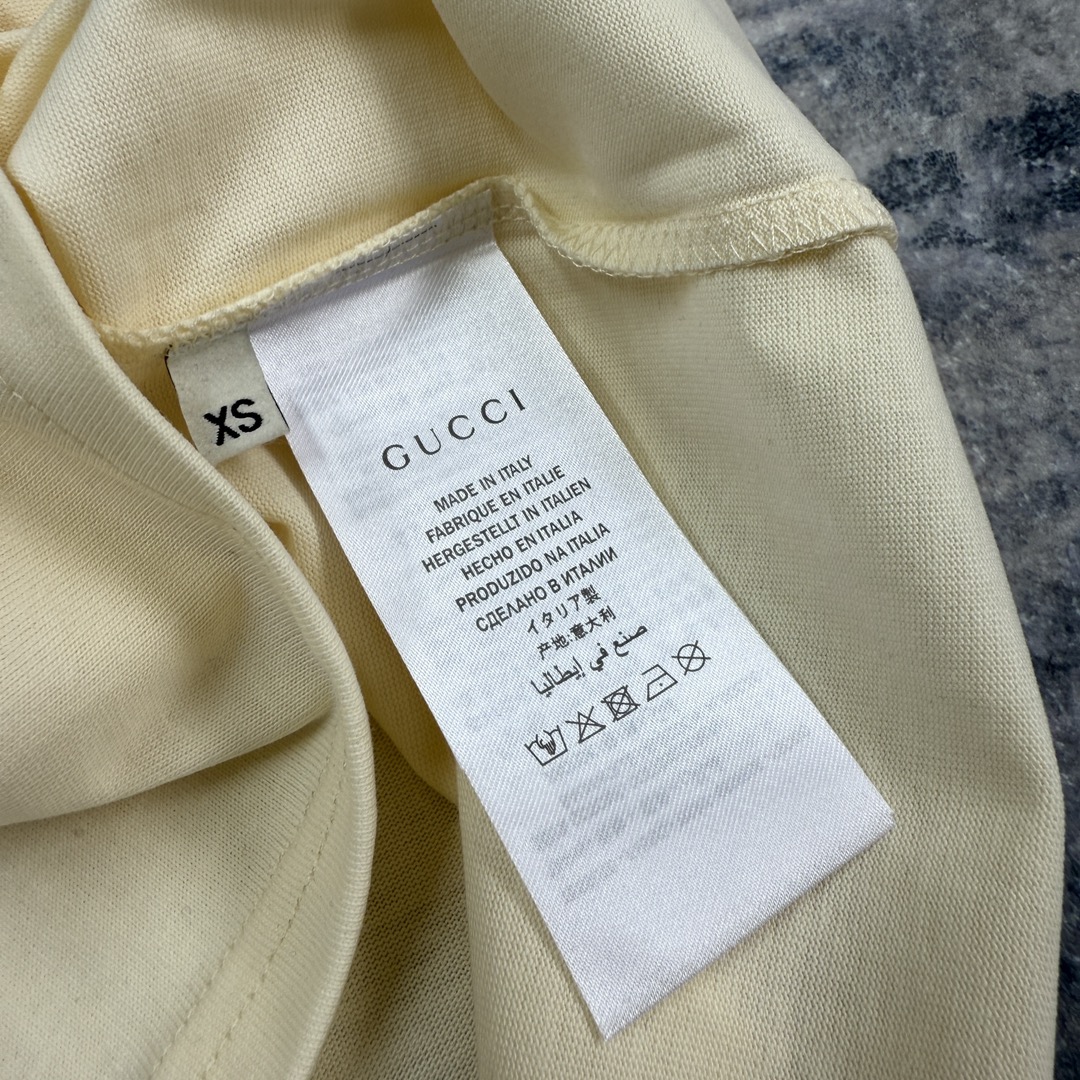 XS
GUCCI
MADE IN ITALY
FABRIQUE EN ITALIE
HERGESTELLT IN ITALIEN
HECHO EN ITALIA
PRODUZIDO NA ITALIA
СДЕЛАНО В ИТАЛИИ
イタリア製
产地:意大利
صنع في إيطاليا